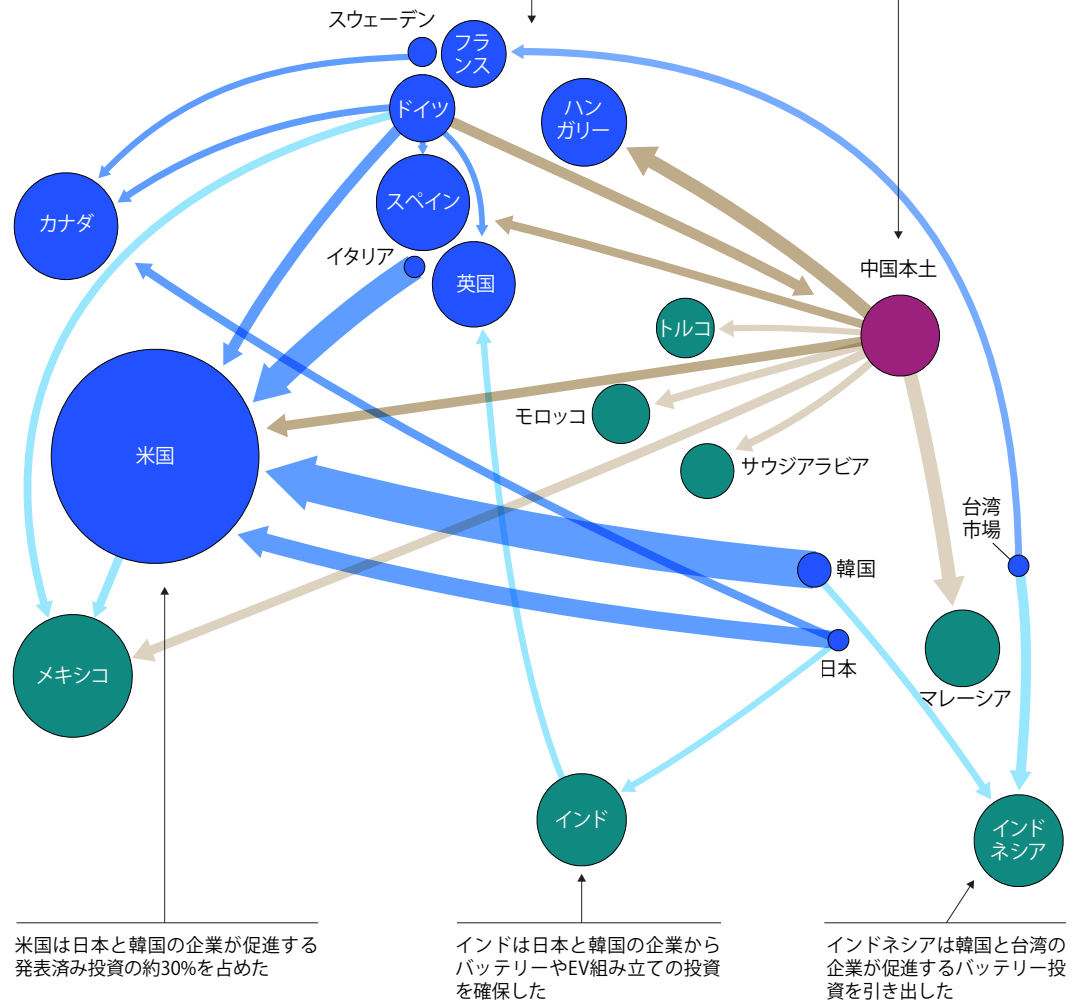 スウェーデン
フラ
ンス
ドイツ
ハン
ガリー
カナダ
スペイン
イタリア
英国
中国本土
トルコ
モロッコ
サウジアラビア
米国
台湾
市場
韓国
日本
メキシコ
マレーシア
インド
インド
ネシア
米国は日本と韓国の企業が促進する
発表済み投資の約30%を占めた
インドは日本と韓国の企業から
バッテリーやEV組み立ての投資
を確保した
インドネシアは韓国と台湾の
企業が促進するバッテリー投
資を引き出した